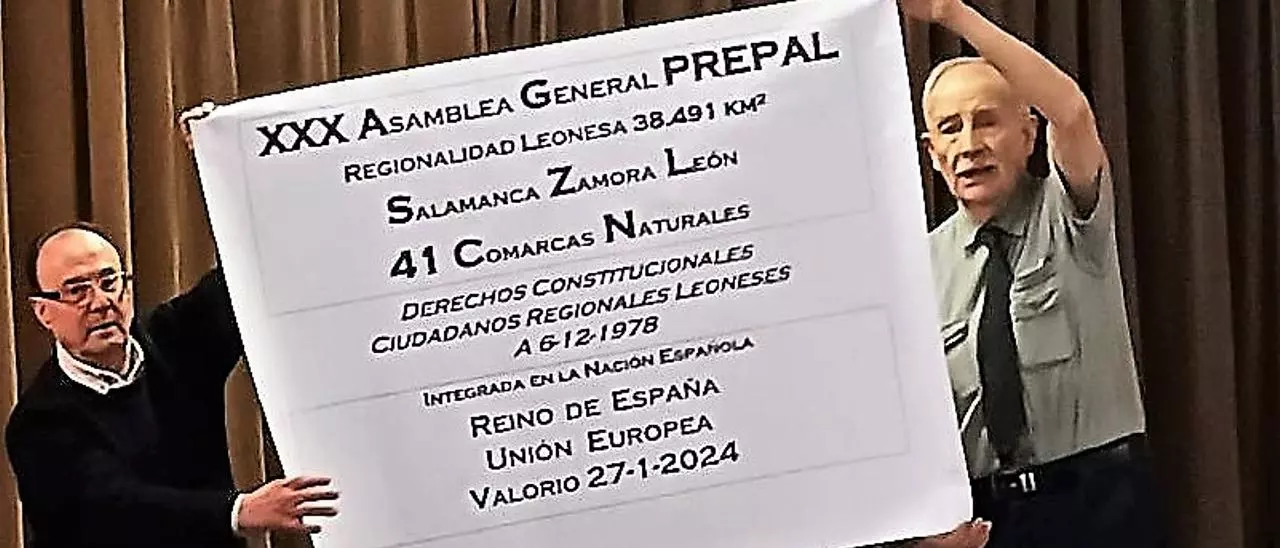 XXX ASAMBLEA GENERAL PREPAL
REGIONALIDAD LEONESA 38.491 KM²
SALAMANCA ZAMORA LEÓN
41 COMARCAS NATURALES
DERECHOS CONSTITUCIONALES
CIUDADANOS REGIONALES LEONESES
A 6-12-1978
INTEGRADA EN LA NACIÓN ESPAÑOLA
REINO DE ESPAÑA
UNIÓN EUROPEA
VALORIO 27-1-2024